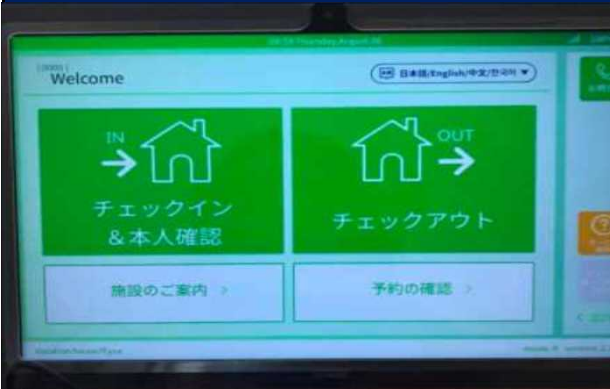 Welcome
日本語/English/中文/한국어 ▼
IN
チェックイン
&本人確認
OUT
チェックアウト
施設のご案内 >
予約の確認 >